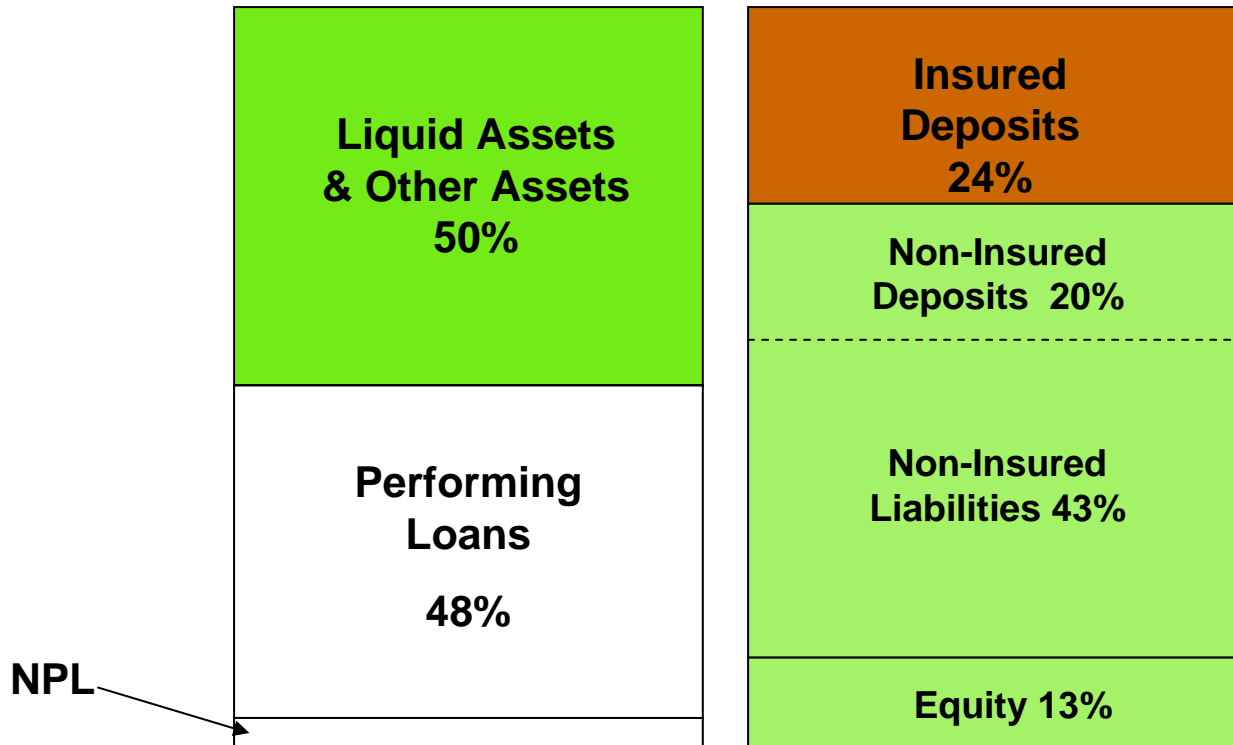 Liquid Assets
& Other Assets
50%
Performing
Loans
48%
NPL
Insured
Deposits
24%
Non-Insured
Deposits  20%
Non-Insured
Liabilities 43%
Equity 13%